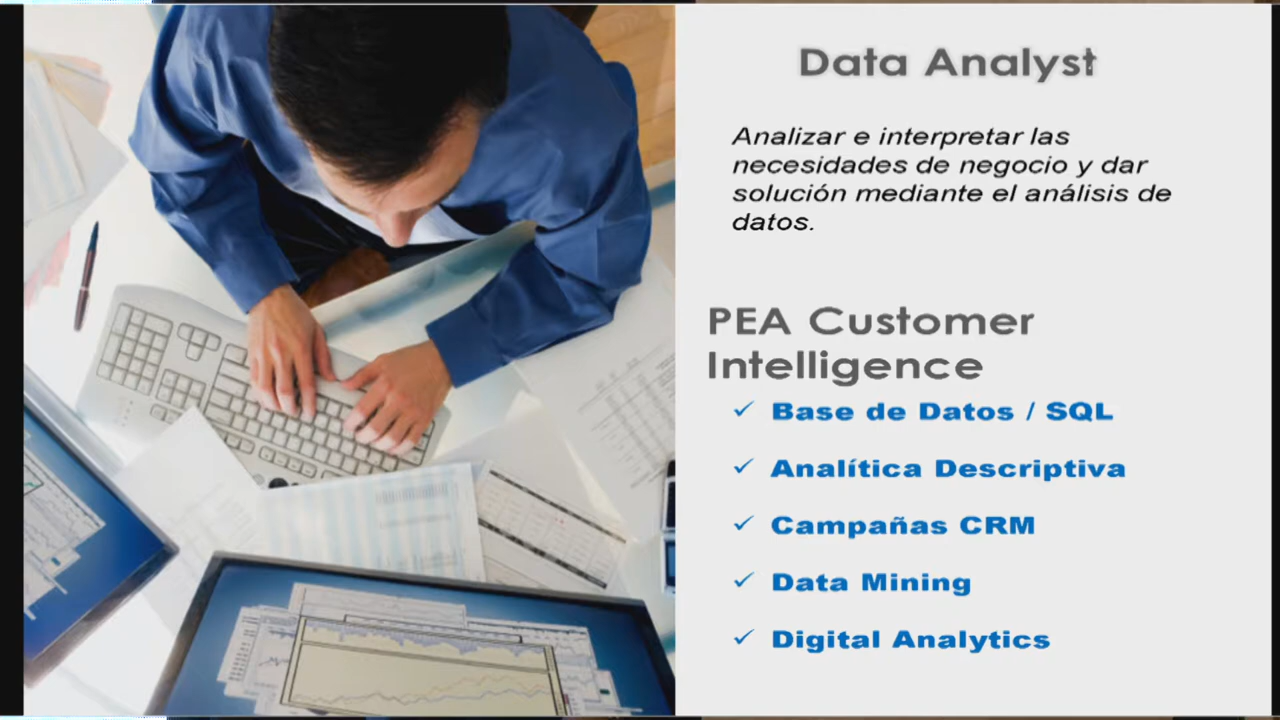 Data Analyst
Analizar e interpretar las
necesidades de negocio y dar
solución mediante el análisis de
datos.
PEA Customer
Intelligence
✓ Base de Datos / SQL
✓ Analítica Descriptiva
✓ Campañas CRM
✓ Data Mining
✓ Digital Analytics